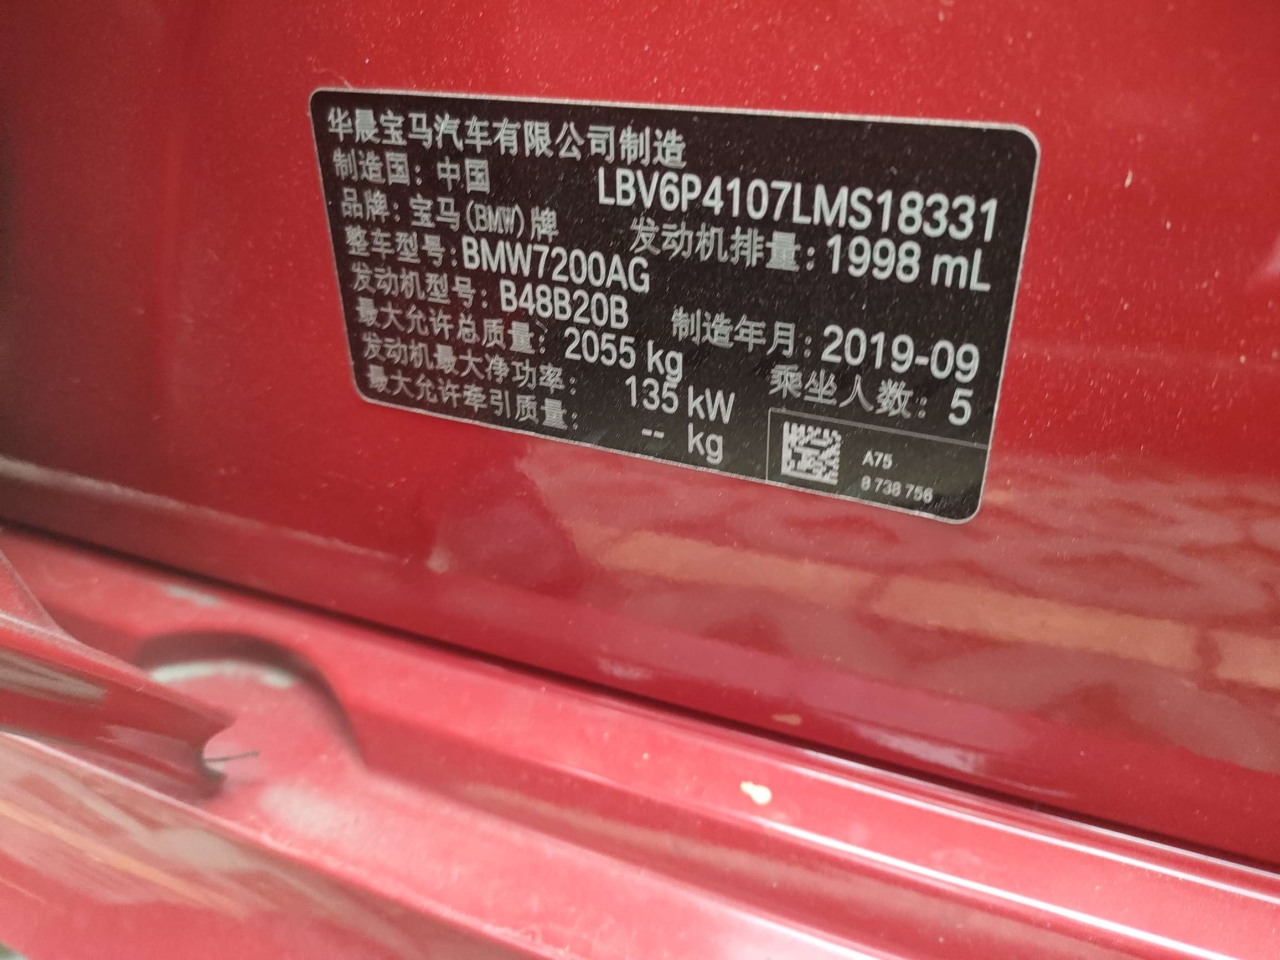 华晨宝马汽车有限公司制造
制造国：中国
LBV6P4107LMS18331
品牌：宝马(BMW)牌
发动机排量：1998 mL
整车型号：BMW7200AG
发动机型号：B48B20B
制造年月：2019-09
最大允许总质量：2055 kg
乘坐人数：5
发动机最大净功率：135 kW
最大允许牵引质量：-- kg
A75
8 738 756